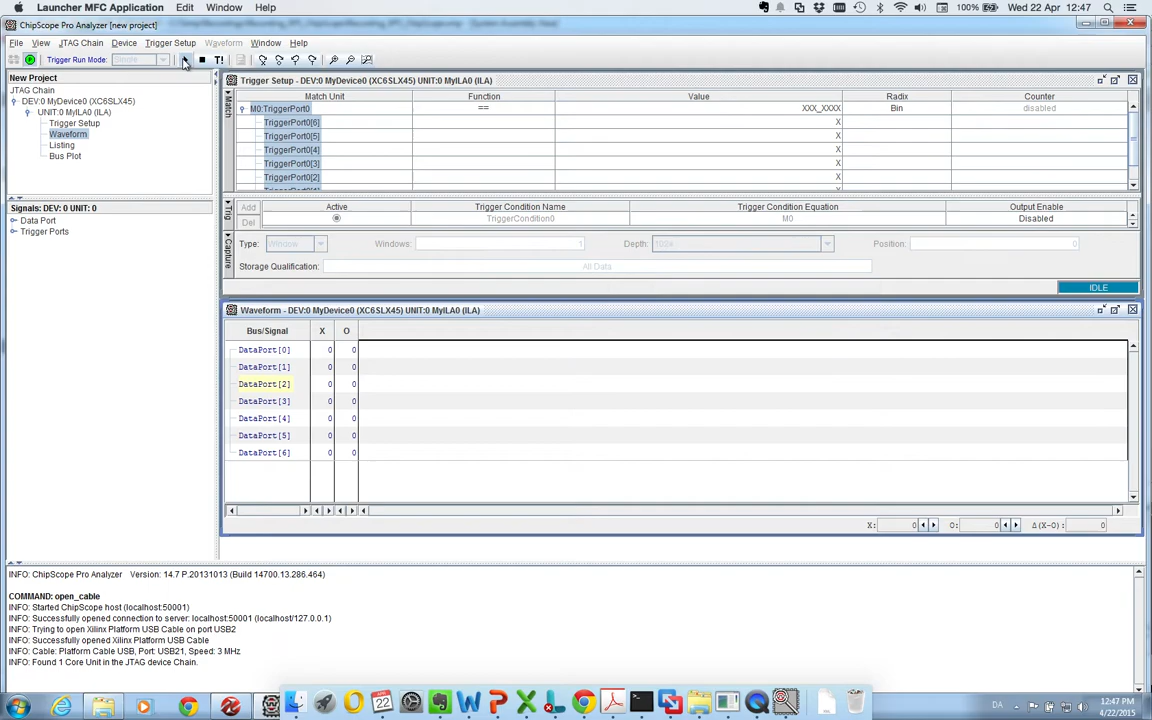 Launcher MFC Application Edit Window Help 100% Wed 22 Apr 12:47
ChipScope Pro Analyzer [new project]
File View JTAG Chain Device Trigger Setup Waveform Window Help
Trigger Run Mode: Single T!
New Project
JTAG Chain
DEV:0 MyDevice0 (XC6SLX45)
UNIT:0 MyILA0 (ILA)
Trigger Setup
Waveform
Listing
Bus Plot
Signals: DEV: 0 UNIT: 0
Data Port
Trigger Ports
Trigger Setup - DEV:0 MyDevice0 (XC6SLX45) UNIT:0 MyILA0 (ILA)
Match
Match Unit Function Value Radix Counter
M0:TriggerPort0 == XXX_XXXX Bin disabled
TriggerPort0[6] X
TriggerPort0[5] X
TriggerPort0[4] X
TriggerPort0[3] X
TriggerPort0[2] X
Trig
Add Active Trigger Condition Name Trigger Condition Equation Output Enable
Del TriggerCondition0 M0 Disabled
Capture
Type: Window Windows: 1 Depth: 1024 Position: 0
Storage Qualification: All Data
IDLE
Waveform - DEV:0 MyDevice0 (XC6SLX45) UNIT:0 MyILA0 (ILA)
Bus/Signal X O
DataPort[0] 0 0
DataPort[1] 0 0
DataPort[2] 0 0
DataPort[3] 0 0
DataPort[4] 0 0
DataPort[5] 0 0
DataPort[6] 0 0
X: 0 O: 0 Δ(X-O): 0
INFO: ChipScope Pro Analyzer Version: 14.7 P.20131013 (Build 14700.13.286.464)
COMMAND: open_cable
INFO: Started ChipScope host (localhost:50001)
INFO: Successfully opened connection to server: localhost:50001 (localhost/127.0.0.1)
INFO: Trying to open Xilinx Platform USB Cable on port USB2
INFO: Successfully opened Xilinx Platform USB Cable
INFO: Cable: Platform Cable USB, Port: USB21, Speed: 3 MHz
INFO: Found 1 Core Unit in the JTAG device Chain.
DA 12:47 PM
4/22/2015